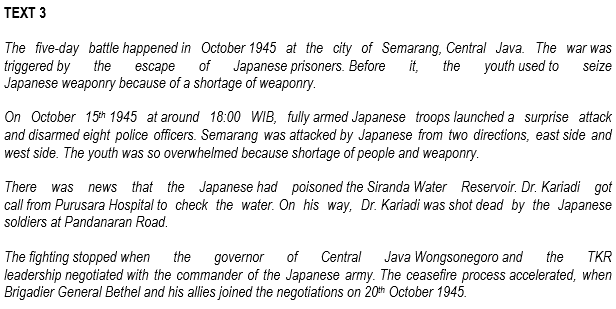 TEXT 3
The five-day battle happened in October 1945 at the city of Semarang, Central Java. The war was
triggered by the escape of Japanese prisoners. Before it, the youth used to seize
Japanese weaponry because of a shortage of weaponry.
On October 15th 1945 at around 18:00 WIB, fully armed Japanese troops launched a surprise attack
and disarmed eight police officers. Semarang was attacked by Japanese from two directions, east side and
west side. The youth was so overwhelmed because shortage of people and weaponry.
There was news that the Japanese had poisoned the Siranda Water Reservoir. Dr. Kariadi got
call from Purusara Hospital to check the water. On his way, Dr. Kariadi was shot dead by the Japanese
soldiers at Pandanaran Road.
The fighting stopped when the governor of Central Java Wongsonegoro and the TKR
leadership negotiated with the commander of the Japanese army. The ceasefire process accelerated, when
Brigadier General Bethel and his allies joined the negotiations on 20th October 1945.